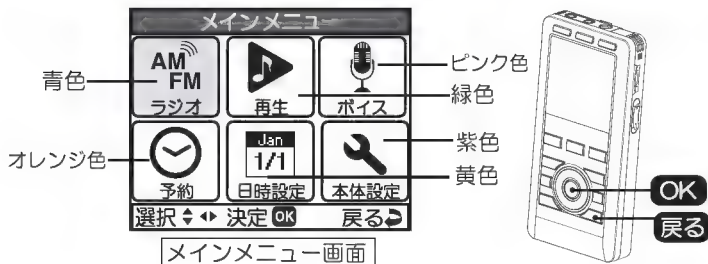 メインメニュー
AM FM
ラジオ
再生
ボイス
Jan
1/1
予約
日時設定
本体設定
選択 決定 OK 戻る
メインメニュー画面
青色
オレンジ色
ピンク色
緑色
紫色
黄色
OK
戻る